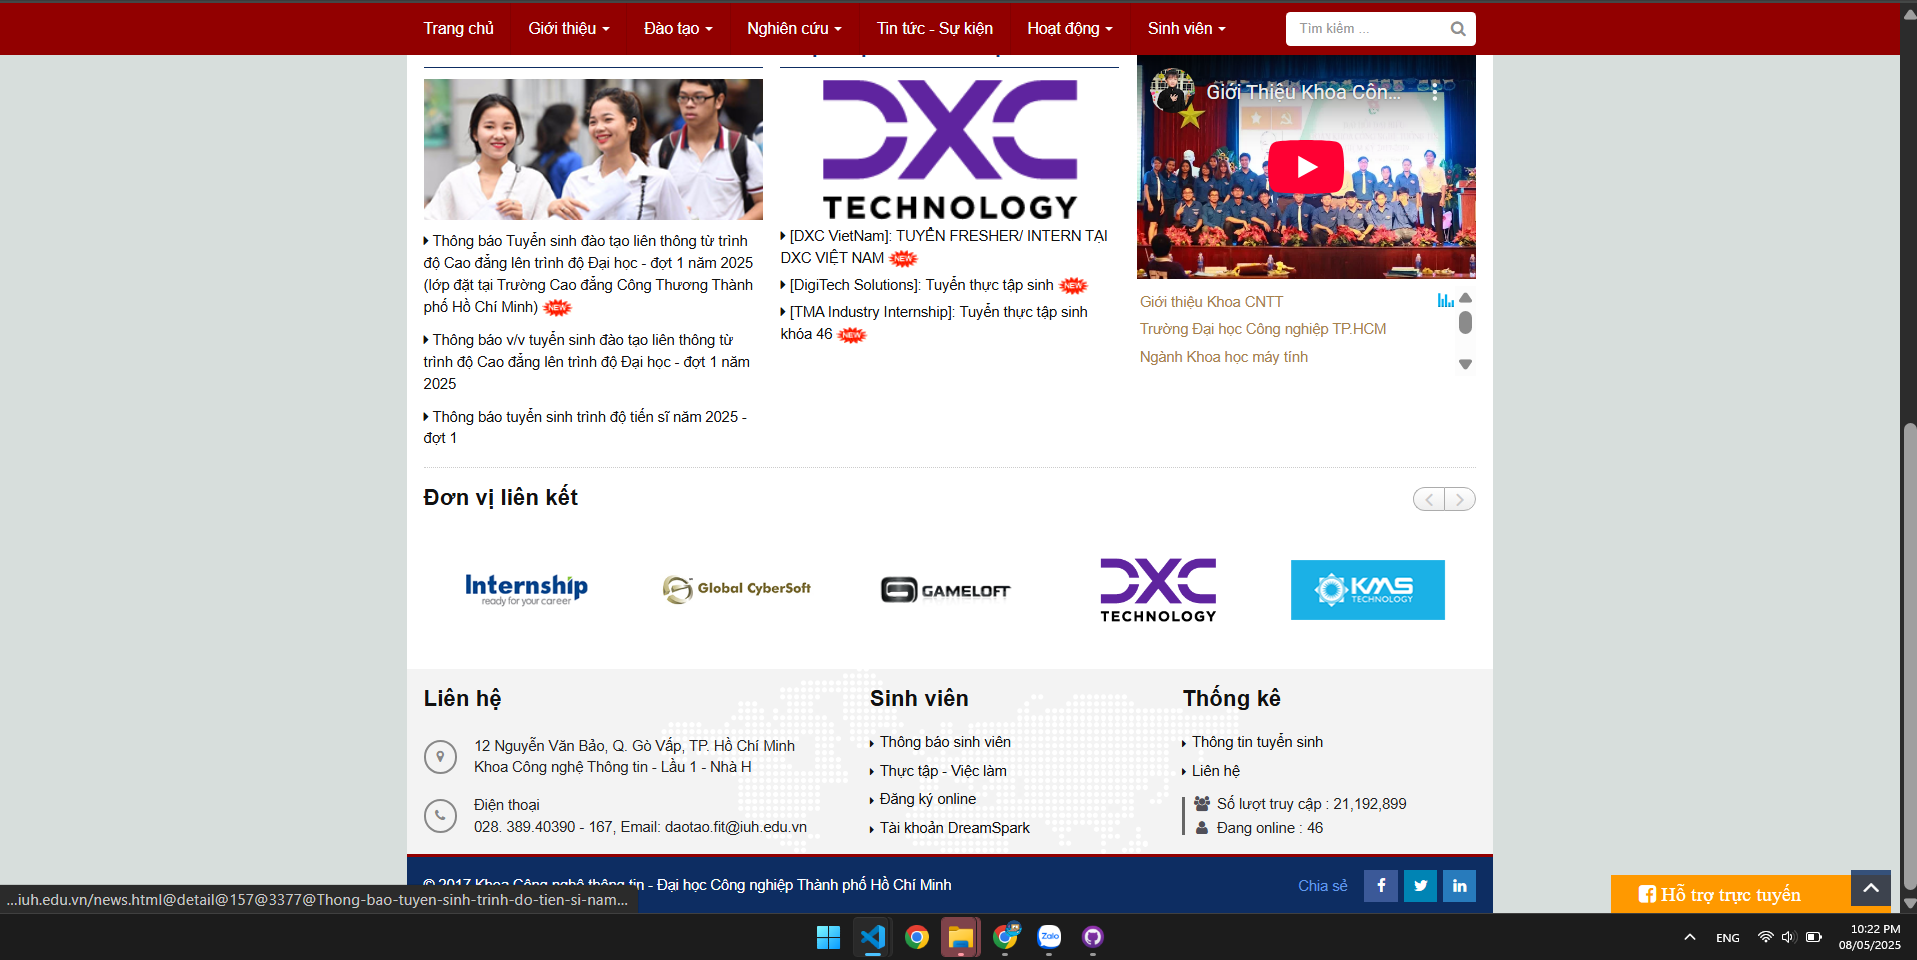 Trang chủ
Giới thiệu
Đào tạo
Nghiên cứu
Tin tức - Sự kiện
Hoạt động
Sinh viên
Tìm kiếm ...
Thông báo Tuyển sinh đào tạo liên thông từ trình
độ Cao đẳng lên trình độ Đại học - đợt 1 năm 2025
(lớp đặt tại Trường Cao đẳng Công Thương Thành
phố Hồ Chí Minh) NEW
Thông báo v/v tuyển sinh đào tạo liên thông từ
trình độ Cao đẳng lên trình độ Đại học - đợt 1 năm
2025
Thông báo tuyển sinh trình độ tiến sĩ năm 2025 -
đợt 1
DXC
TECHNOLOGY
[DXC VietNam]: TUYỂN FRESHER/ INTERN TẠI
DXC VIỆT NAM NEW
[DigiTech Solutions]: Tuyển thực tập sinh NEW
[TMA Industry Internship]: Tuyển thực tập sinh
khóa 46 NEW
Giới Thiệu Khoa Côn...
Giới thiệu Khoa CNTT
Trường Đại học Công nghiệp TP.HCM
Ngành Khoa học máy tính
Đơn vị liên kết
Internship
ready for your career
Global CyberSoft
GAMELOFT
DXC
TECHNOLOGY
KMS
TECHNOLOGY
Liên hệ
12 Nguyễn Văn Bảo, Q. Gò Vấp, TP. Hồ Chí Minh
Khoa Công nghệ Thông tin - Lầu 1 - Nhà H
Điện thoại
028. 389.40390 - 167, Email: daotao.fit@iuh.edu.vn
Sinh viên
Thông báo sinh viên
Thực tập - Việc làm
Đăng ký online
Tài khoản DreamSpark
Thống kê
Thông tin tuyển sinh
Liên hệ
Số lượt truy cập : 21,192,899
Đang online : 46
© 2017 Khoa Công nghệ thông tin - Đại học Công nghiệp Thành phố Hồ Chí Minh
Chia sẻ
...iuh.edu.vn/news.html@detail@157@3377@Thong-bao-tuyen-sinh-trinh-do-tien-si-nam...
Hỗ trợ trực tuyến
Zalo
ENG
10:22 PM
08/05/2025